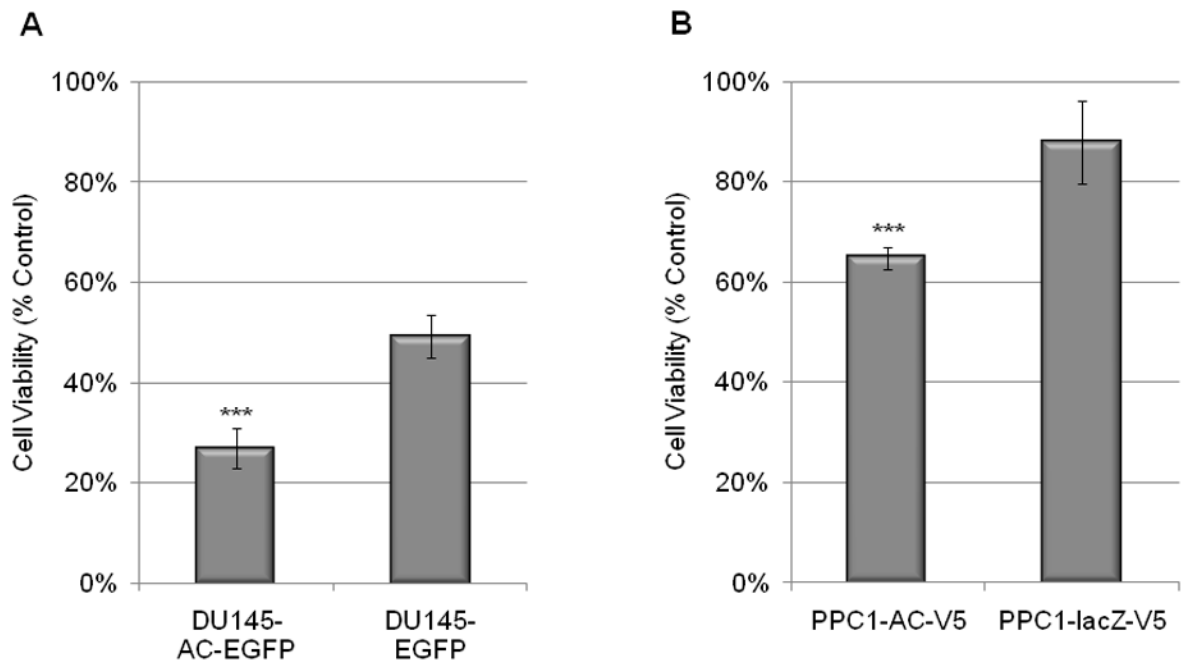 A
Cell Viability (% Control)
100%
80%
60%
40%
20%
0%
***
DU145-
AC-EGFP
DU145-
EGFP
B
Cell Viability (% Control)
100%
80%
60%
40%
20%
0%
***
PPC1-AC-V5
PPC1-lacZ-V5